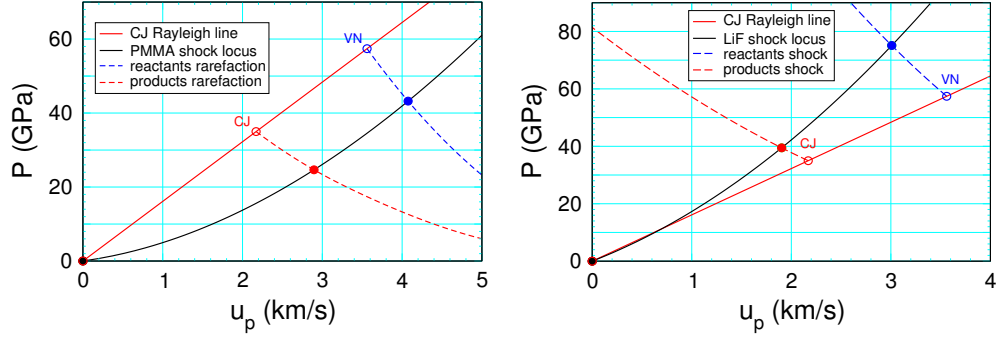 CJ Rayleigh line
PMMA shock locus
reactants rarefaction
products rarefaction
VN
CJ
60
40
20
0
P (GPa)
0 1 2 3 4 5
u_p (km/s)
CJ Rayleigh line
LiF shock locus
reactants shock
products shock
VN
CJ
80
60
40
20
0
P (GPa)
0 1 2 3 4
u_p (km/s)